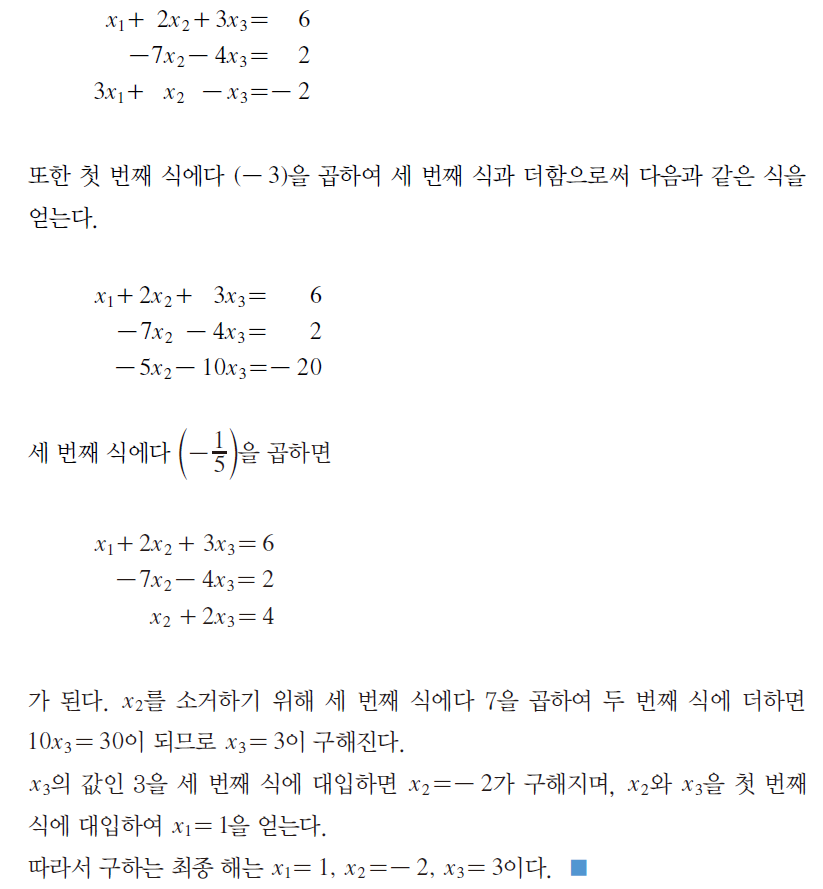 x₁+ 2x₂+3x₃= 6
−7x₂− 4x₃= 2
3x₁+ x₂ −x₃=− 2
또한 첫 번째 식에다 (− 3)을 곱하여 세 번째 식과 더함으로써 다음과 같은 식을
얻는다.
x₁+2x₂+ 3x₃= 6
−7x₂ − 4x₃= 2
−5x₂− 10x₃=− 20
세 번째 식에다 (−1/5)을 곱하면
x₁+2x₂+ 3x₃=6
−7x₂− 4x₃=2
x₂ +2x₃=4
가 된다. x₂를 소거하기 위해 세 번째 식에다 7을 곱하여 두 번째 식에 더하면
10x₃=30이 되므로 x₃=3이 구해진다.
x₃의 값인 3을 세 번째 식에 대입하면 x₂=− 2가 구해지며, x₂와 x₃을 첫 번째
식에 대입하여 x₁=1을 얻는다.
따라서 구하는 최종 해는 x₁=1, x₂=−2, x₃=3이다. ■